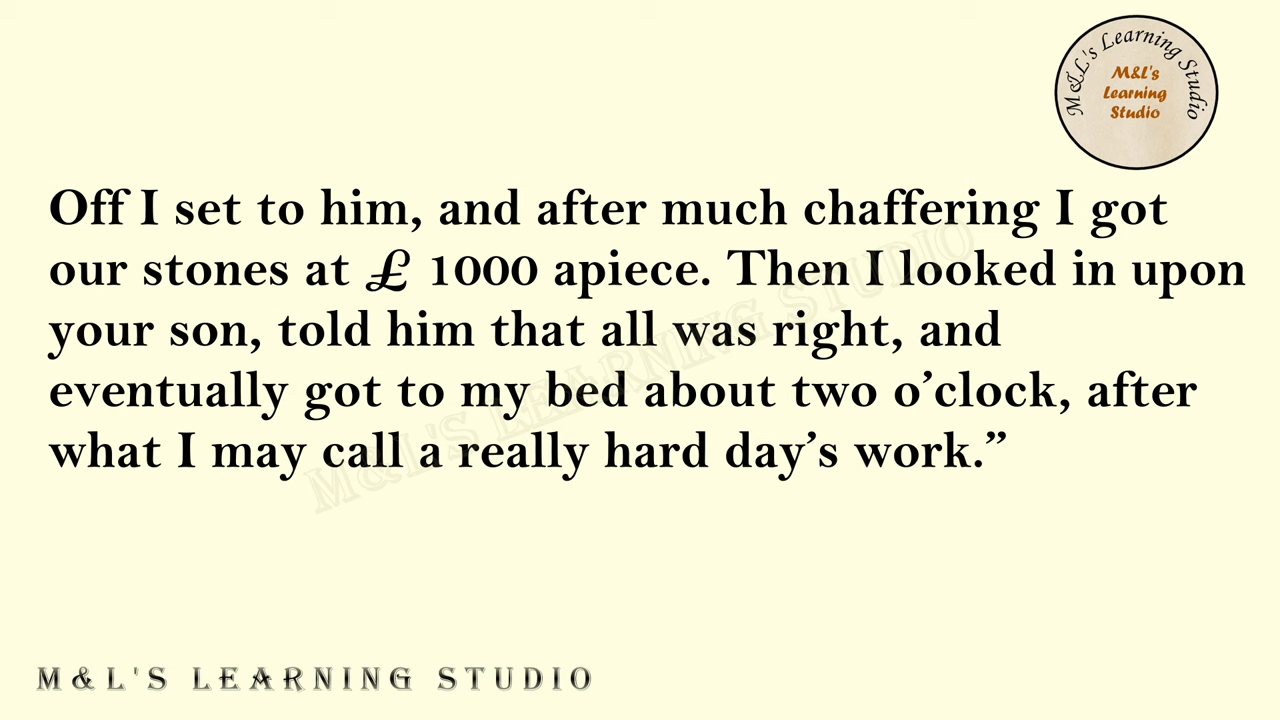 M&L's Learning Studio
M&L's
Learning
Studio
Off I set to him, and after much chaffering I got
our stones at £ 1000 apiece. Then I looked in upon
your son, told him that all was right, and
eventually got to my bed about two o’clock, after
what I may call a really hard day’s work.”
M&L'S LEARNING STUDIO
M&L'S LEARNING STUDIO